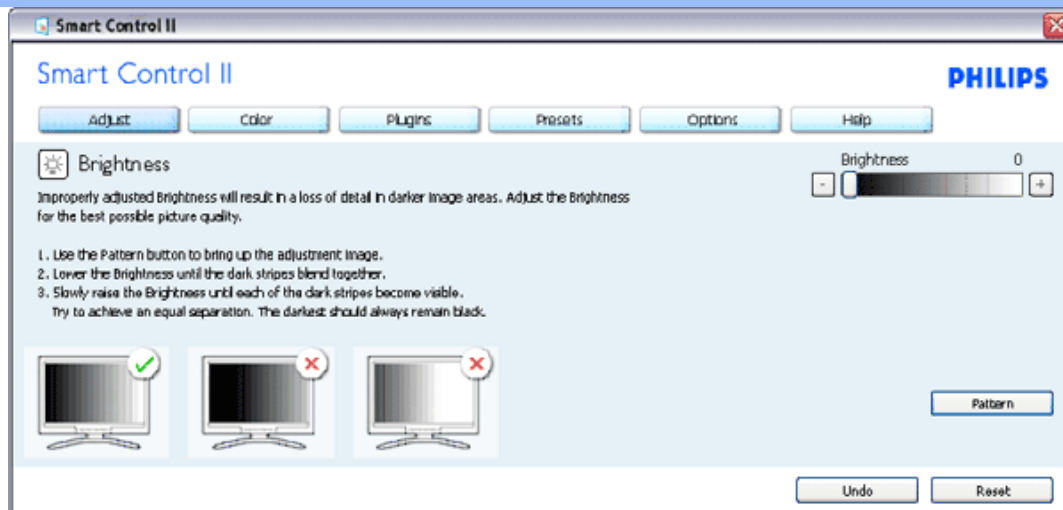 Smart Control II
Smart Control II
PHILIPS
Adjust Color Plugins Presets Options Help
Brightness
Brightness 0
- +
Improperly adjusted Brightness will result in a loss of detail in darker image areas. Adjust the Brightness
for the best possible picture quality.
1. Use the Pattern button to bring up the adjustment image.
2. Lower the Brightness until the dark stripes blend together.
3. Slowly raise the Brightness until each of the dark stripes become visible.
Try to achieve an equal separation. The darkest should always remain black.
Pattern
Undo Reset